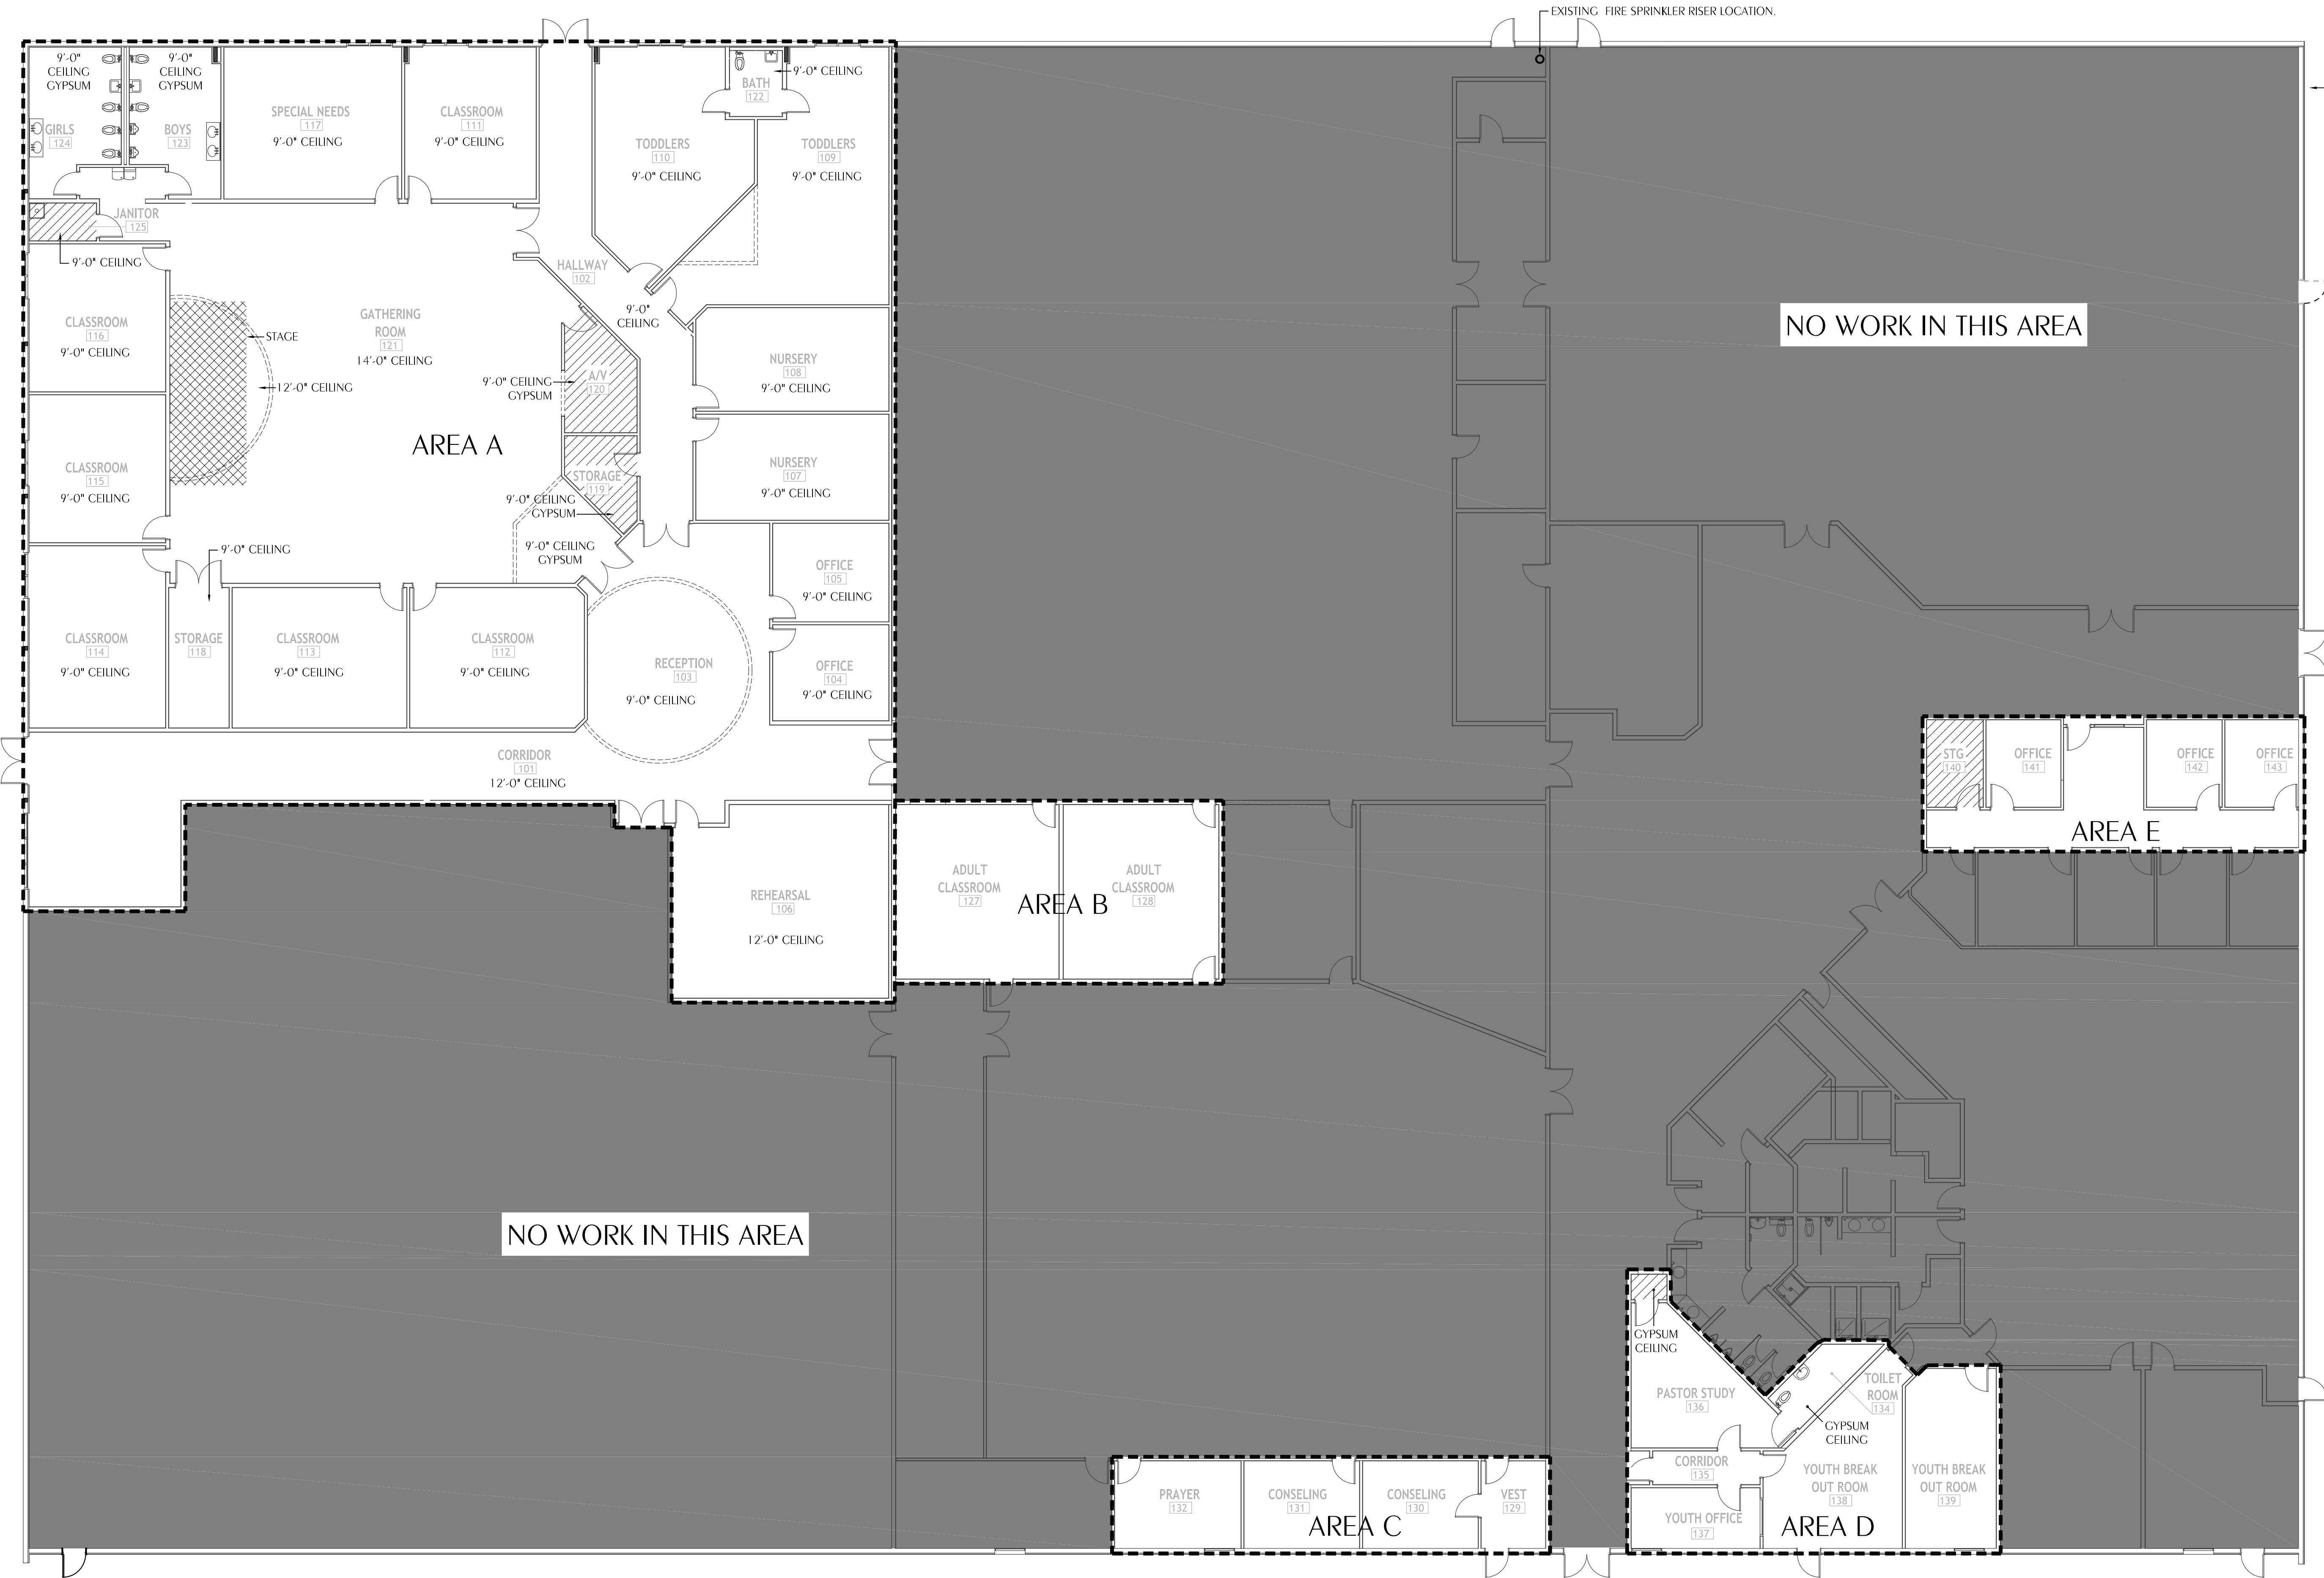 EXISTING FIRE SPRINKLER RISER LOCATION.
9'-0"
CEILING
GYPSUM
GIRLS
124
9'-0"
CEILING
GYPSUM
BOYS
123
SPECIAL NEEDS
117
9'-0" CEILING
CLASSROOM
111
9'-0" CEILING
TODDLERS
110
9'-0" CEILING
BATH
122
9'-0" CEILING
TODDLERS
109
9'-0" CEILING
JANITOR
125
9'-0" CEILING
HALLWAY
102
9'-0"
CEILING
CLASSROOM
116
9'-0" CEILING
STAGE
12'-0" CEILING
GATHERING
ROOM
121
14'-0" CEILING
A/V
120
9'-0" CEILING
GYPSUM
NURSERY
108
9'-0" CEILING
NO WORK IN THIS AREA
AREA A
CLASSROOM
115
9'-0" CEILING
STORAGE
119
9'-0" CEILING
GYPSUM
NURSERY
107
9'-0" CEILING
9'-0" CEILING
9'-0" CEILING
GYPSUM
OFFICE
105
9'-0" CEILING
CLASSROOM
114
9'-0" CEILING
STORAGE
118
CLASSROOM
113
9'-0" CEILING
CLASSROOM
112
9'-0" CEILING
RECEPTION
103
9'-0" CEILING
OFFICE
104
9'-0" CEILING
CORRIDOR
101
12'-0" CEILING
STG
140
OFFICE
141
OFFICE
142
OFFICE
143
AREA E
REHEARSAL
106
12'-0" CEILING
ADULT
CLASSROOM
127
AREA B
ADULT
CLASSROOM
128
NO WORK IN THIS AREA
GYPSUM
CEILING
PASTOR STUDY
136
TOILET
ROOM
134
GYPSUM
CEILING
CORRIDOR
135
YOUTH OFFICE
137
YOUTH BREAK
OUT ROOM
138
YOUTH BREAK
OUT ROOM
139
AREA D
PRAYER
132
CONSELING
131
CONSELING
130
VEST
129
AREA C